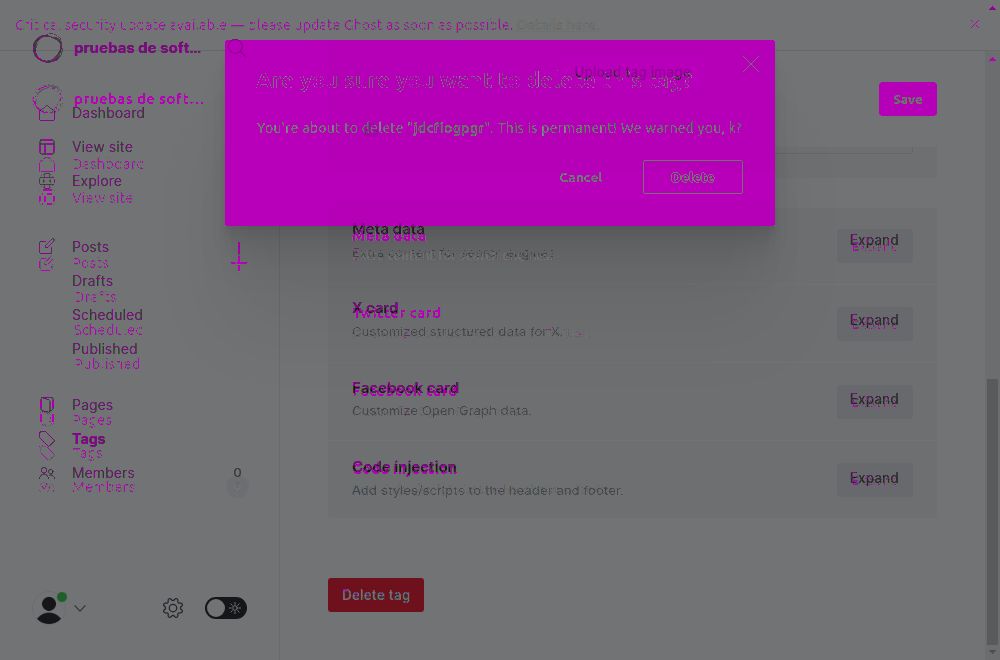 Critical security update available — please update Ghost as soon as possible. Details here.
pruebas de soft...
pruebas de soft...
Dashboard
View site
Dashboard
Explore
View site
Posts
Posts
Drafts
Drafts
Scheduled
Scheduled
Published
Published
Pages
Pages
Tags
Tags
Members
0
Members
Upload tag image
Are you sure you want to delete this tag?
Save
You're about to delete "jdcflogpgr". This is permanent! We warned you, k?
Cancel
Delete
Meta data
Meta data
Extra content for search engines.
Expand
Expand
X card
Twitter card
Customized structured data for X.
Expand
Expand
Facebook card
Facebook card
Customize Open Graph data.
Expand
Expand
Code injection
Code injection
Add styles/scripts to the header and footer.
Expand
Expand
Delete tag